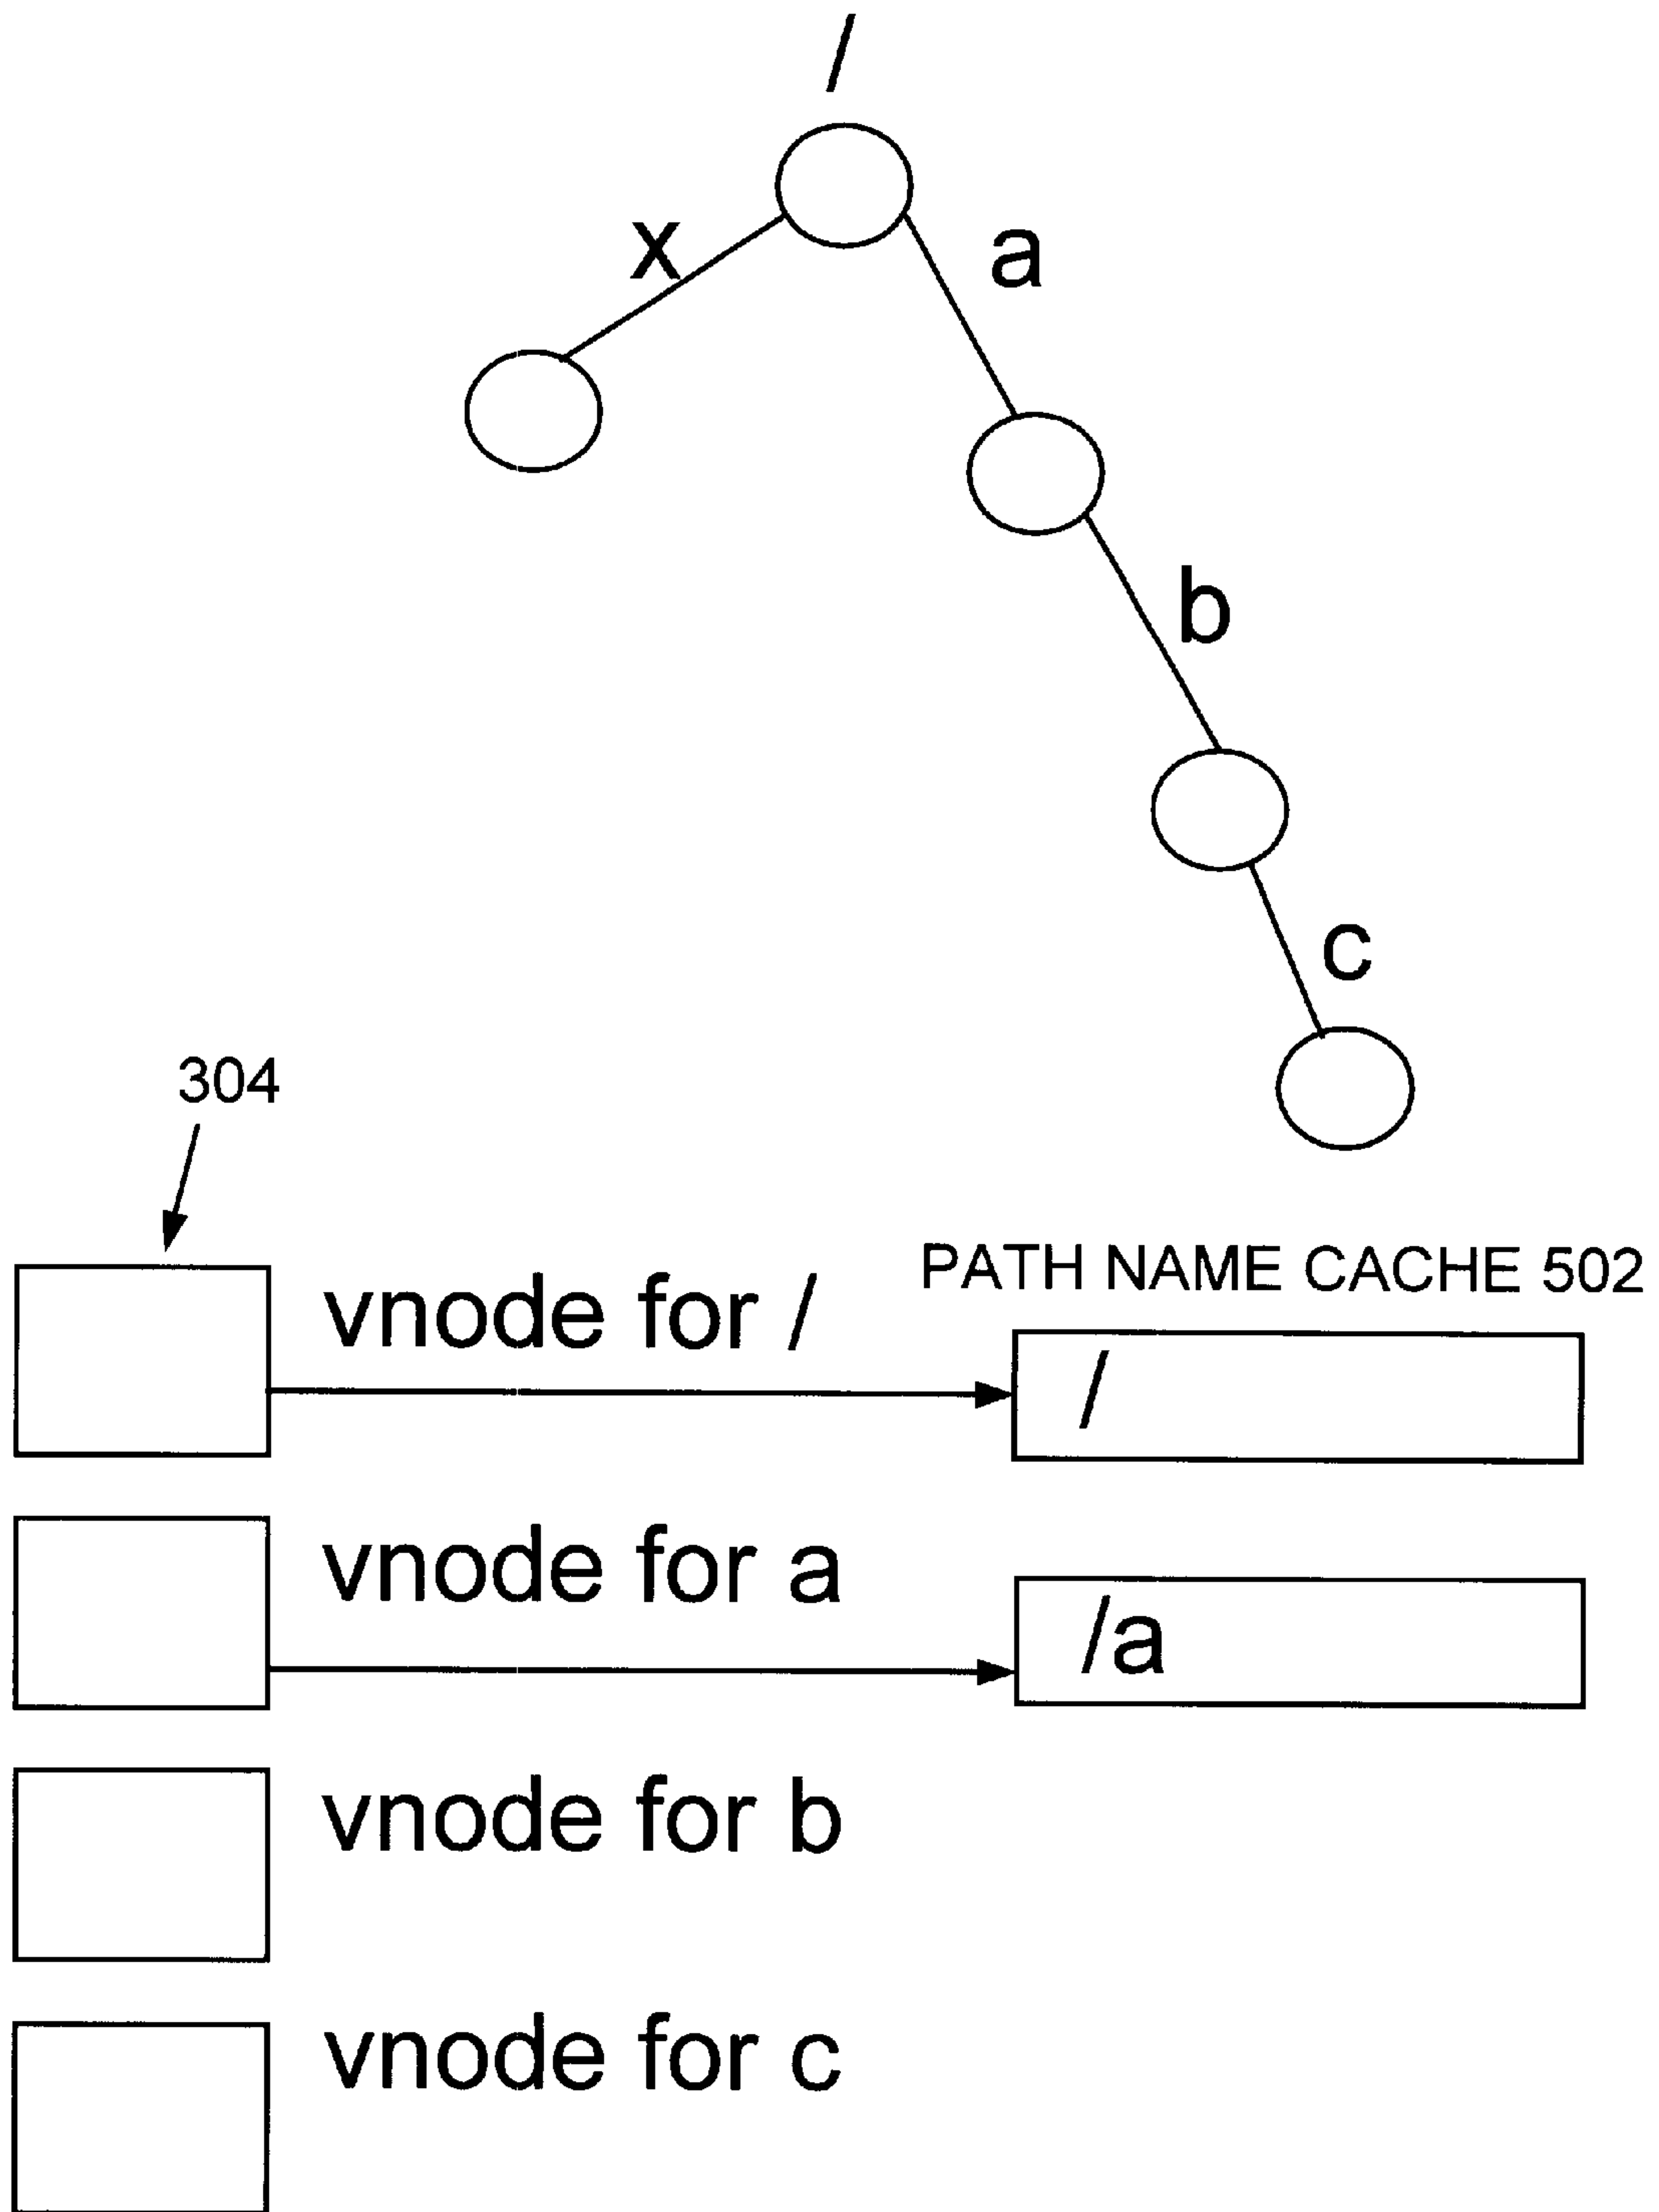 /
x
a
b
c
304
PATH NAME CACHE 502
vnode for /
/
vnode for a
/a
vnode for b
vnode for c